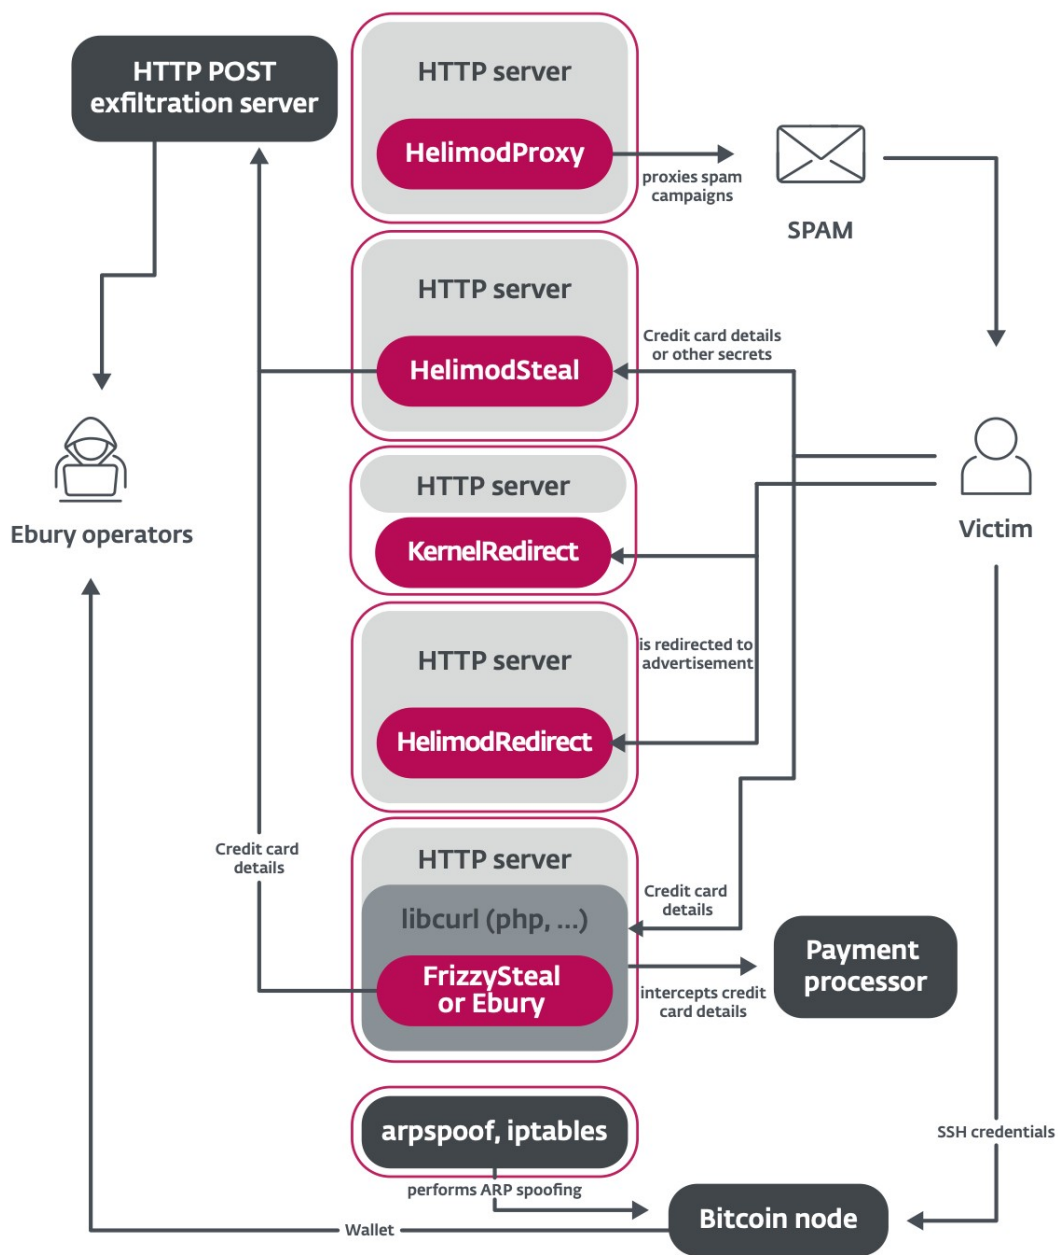 HTTP POST
exfiltration server
HTTP server
HelimodProxy
proxies spam
campaigns
SPAM
HTTP server
HelimodSteal
Credit card details
or other secrets
Ebury operators
HTTP server
KernelRedirect
Victim
HTTP server
HelimodRedirect
is redirected to
advertisement
Credit card
details
HTTP server
libcurl (php, ...)
FrizzySteal
or Ebury
Credit card
details
intercepts credit
card details
Payment
processor
arpspoof, iptables
performs ARP spoofing
SSH credentials
Bitcoin node
Wallet